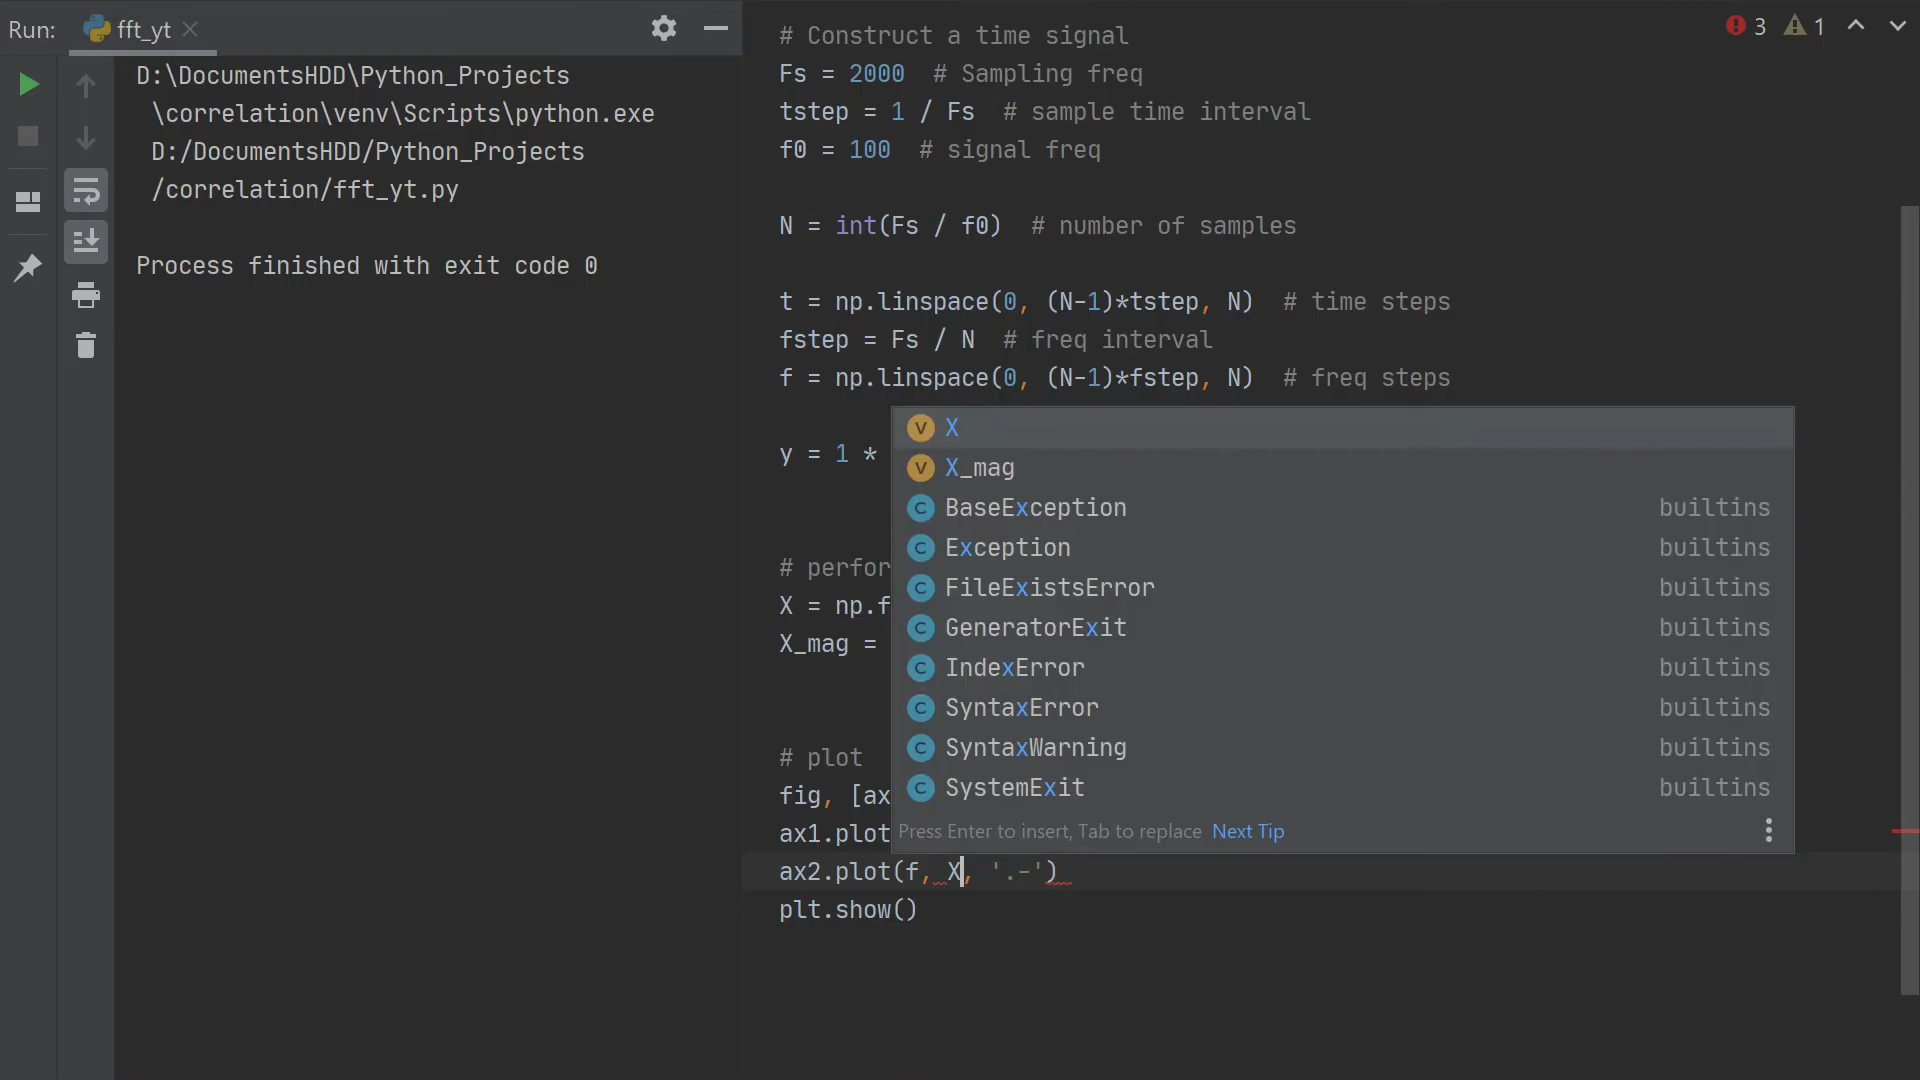 Run:
fft_yt
D:\DocumentsHDD\Python_Projects
\correlation\venv\Scripts\python.exe
D:/DocumentsHDD/Python_Projects
/correlation/fft_yt.py
Process finished with exit code 0
3
1
# Construct a time signal
Fs = 2000  # Sampling freq
tstep = 1 / Fs  # sample time interval
f0 = 100  # signal freq
N = int(Fs / f0)  # number of samples
t = np.linspace(0, (N-1)*tstep, N)  # time steps
fstep = Fs / N  # freq interval
f = np.linspace(0, (N-1)*fstep, N)  # freq steps
y = 1 *
# perfor
X = np.f
X_mag =
# plot
fig, [ax
ax1.plot
ax2.plot(f, X, '.-')
plt.show()
V X
V X_mag
C BaseException builtins
C Exception builtins
C FileExistsError builtins
C GeneratorExit builtins
C IndexError builtins
C SyntaxError builtins
C SyntaxWarning builtins
C SystemExit builtins
Press Enter to insert, Tab to replace Next Tip